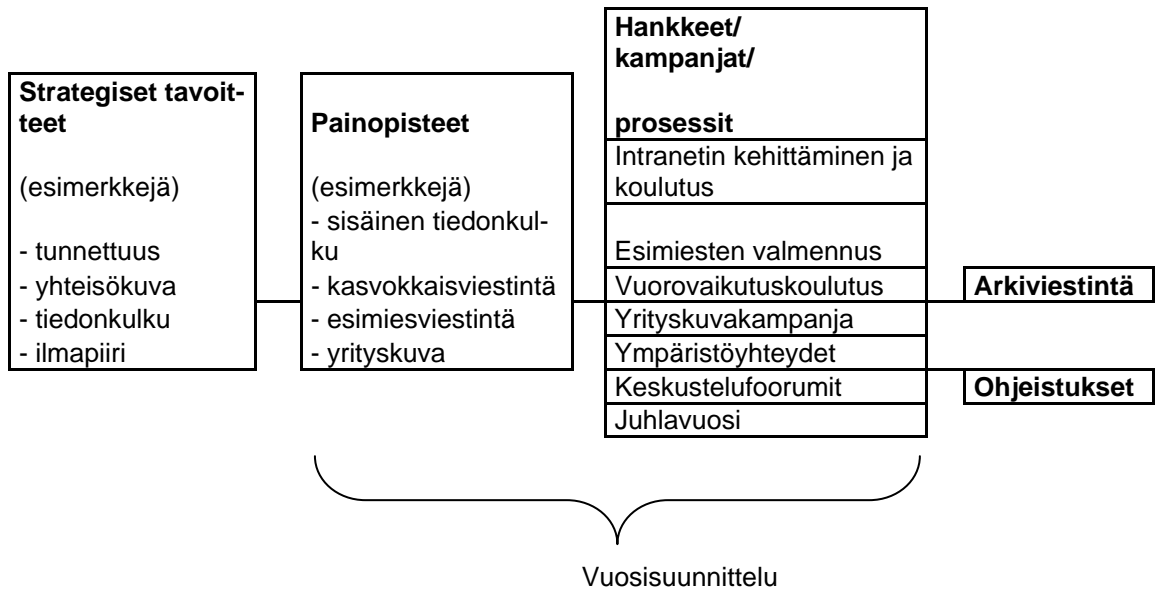 Strategiset tavoit-
teet
(esimerkkejä)
- tunnettuus
- yhteisökuva
- tiedonkulku
- ilmapiiri
Painopisteet
(esimerkkejä)
- sisäinen tiedonkul-
ku
- kasvokkaisviestintä
- esimiesviestintä
- yrityskuva
Hankkeet/
kampanjat/
prosessit
Intranetin kehittäminen ja
koulutus
Esimiesten valmennus
Vuorovaikutuskoulutus
Yrityskuvakampanja
Ympäristöyhteydet
Keskustelufoorumit
Juhlavuosi
Arkiviestintä
Ohjeistukset
Vuosisuunnittelu